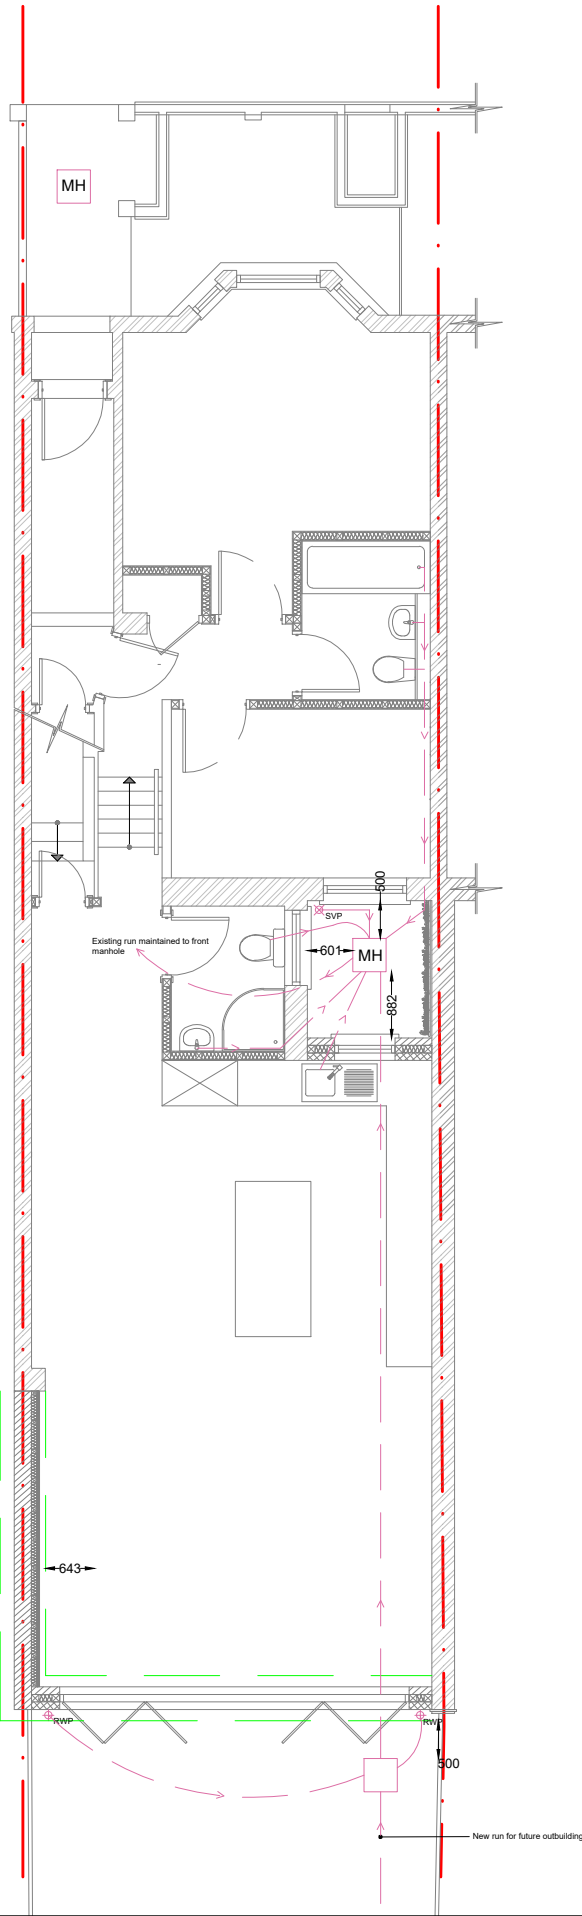 MH
500
SVP
Existing run maintained to front
manhole
601
MH
882
643
RWP
RWP
500
New run for future outbuilding